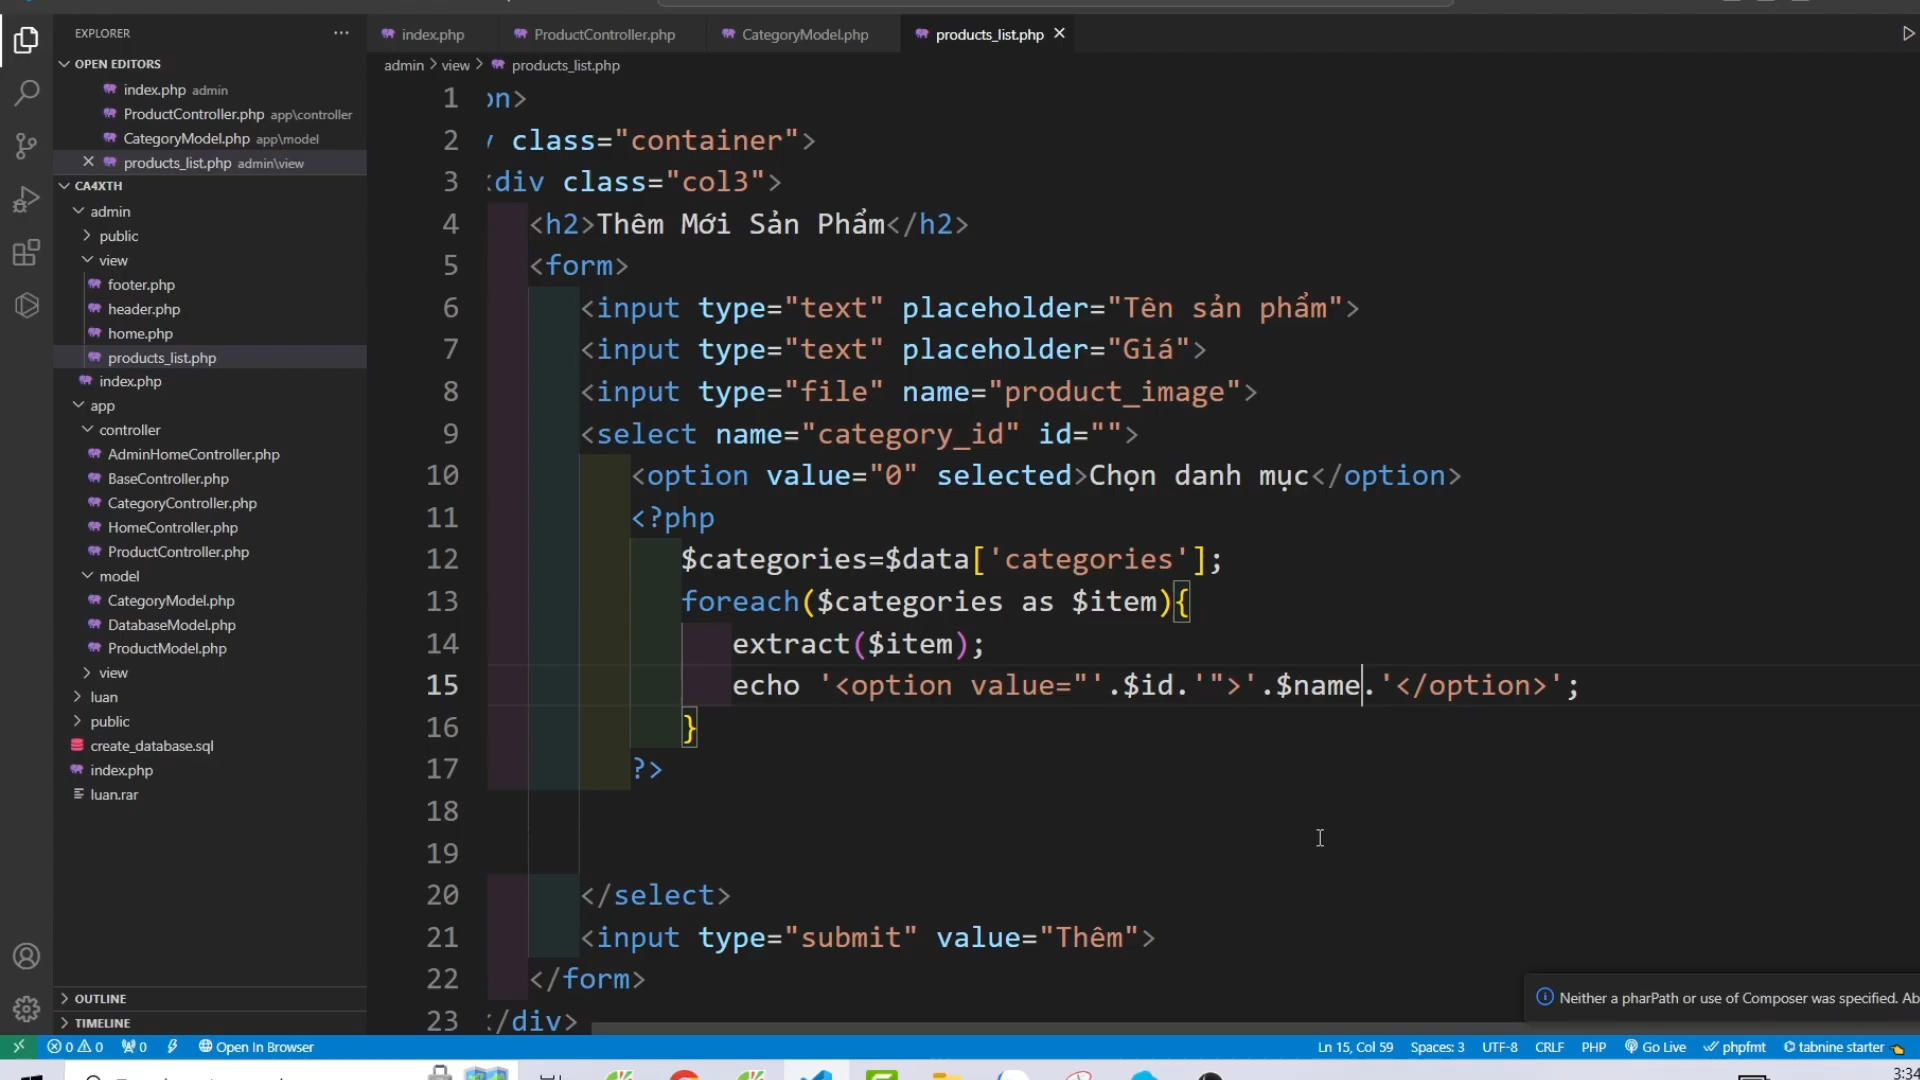 EXPLORER
index.php
ProductController.php
CategoryModel.php
products_list.php
OPEN EDITORS
index.php admin
ProductController.php app\controller
CategoryModel.php app\model
products_list.php admin\view
CA4XTH
admin
public
view
footer.php
header.php
home.php
products_list.php
index.php
app
controller
AdminHomeController.php
BaseController.php
CategoryController.php
HomeController.php
ProductController.php
model
CategoryModel.php
DatabaseModel.php
ProductModel.php
view
luan
public
create_database.sql
index.php
luan.rar
OUTLINE
TIMELINE
admin > view > products_list.php
1 on>
2 class="container">
3 div class="col3">
4 <h2>Thêm Mới Sản Phẩm</h2>
5 <form>
6 <input type="text" placeholder="Tên sản phẩm">
7 <input type="text" placeholder="Giá">
8 <input type="file" name="product_image">
9 <select name="category_id" id="">
10 <option value="0" selected>Chọn danh mục</option>
11 <?php
12 $categories=$data['categories'];
13 foreach($categories as $item){
14 extract($item);
15 echo '<option value="'.$id.'">'.$name.'</option>';
16 }
17 ?>
18
19
20 </select>
21 <input type="submit" value="Thêm">
22 </form>
23 </div>
Neither a pharPath or use of Composer was specified. Ab
0 0 0 Open In Browser
Ln 15, Col 59 Spaces: 3 UTF-8 CRLF PHP Go Live phpfmt tabnine starter
3:34